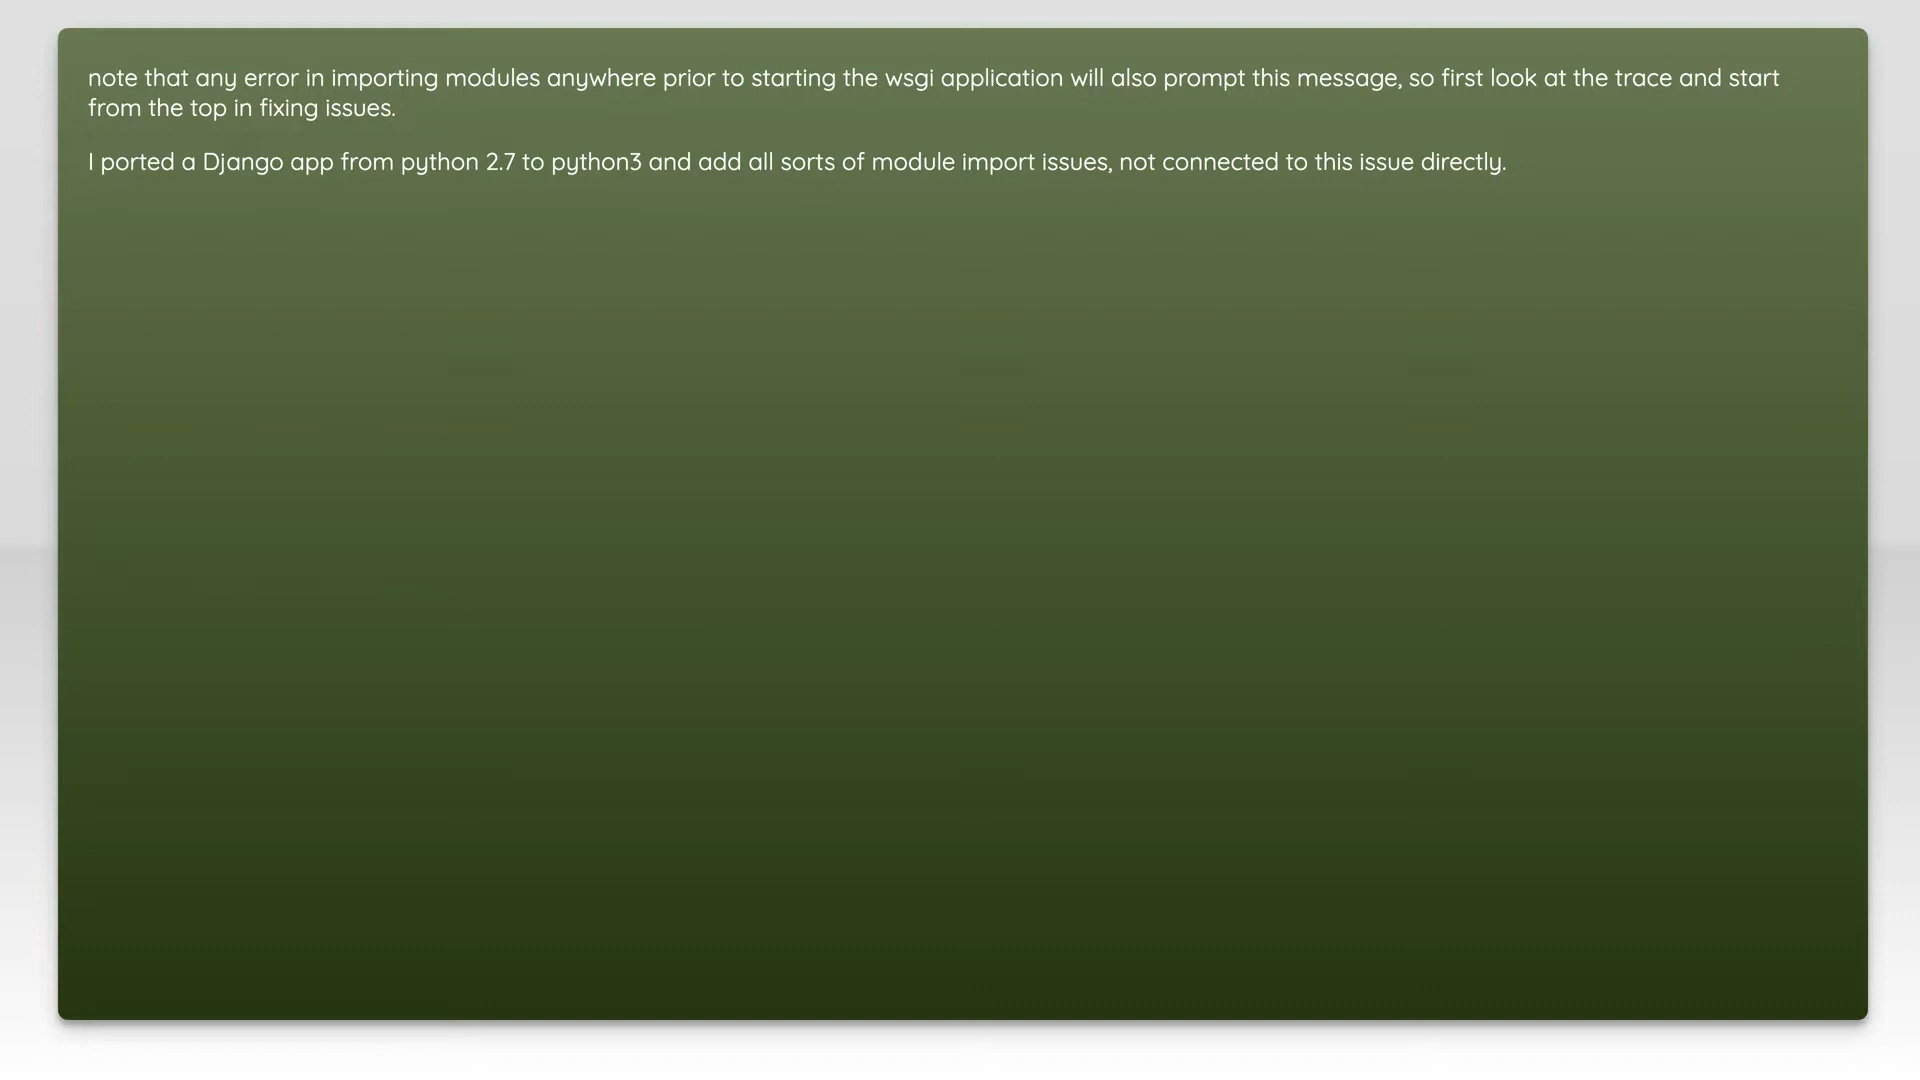 note that any error in importing modules anywhere prior to starting the wsgi application will also prompt this message, so first look at the trace and start
from the top in fixing issues.
I ported a Django app from python 2.7 to python3 and add all sorts of module import issues, not connected to this issue directly.